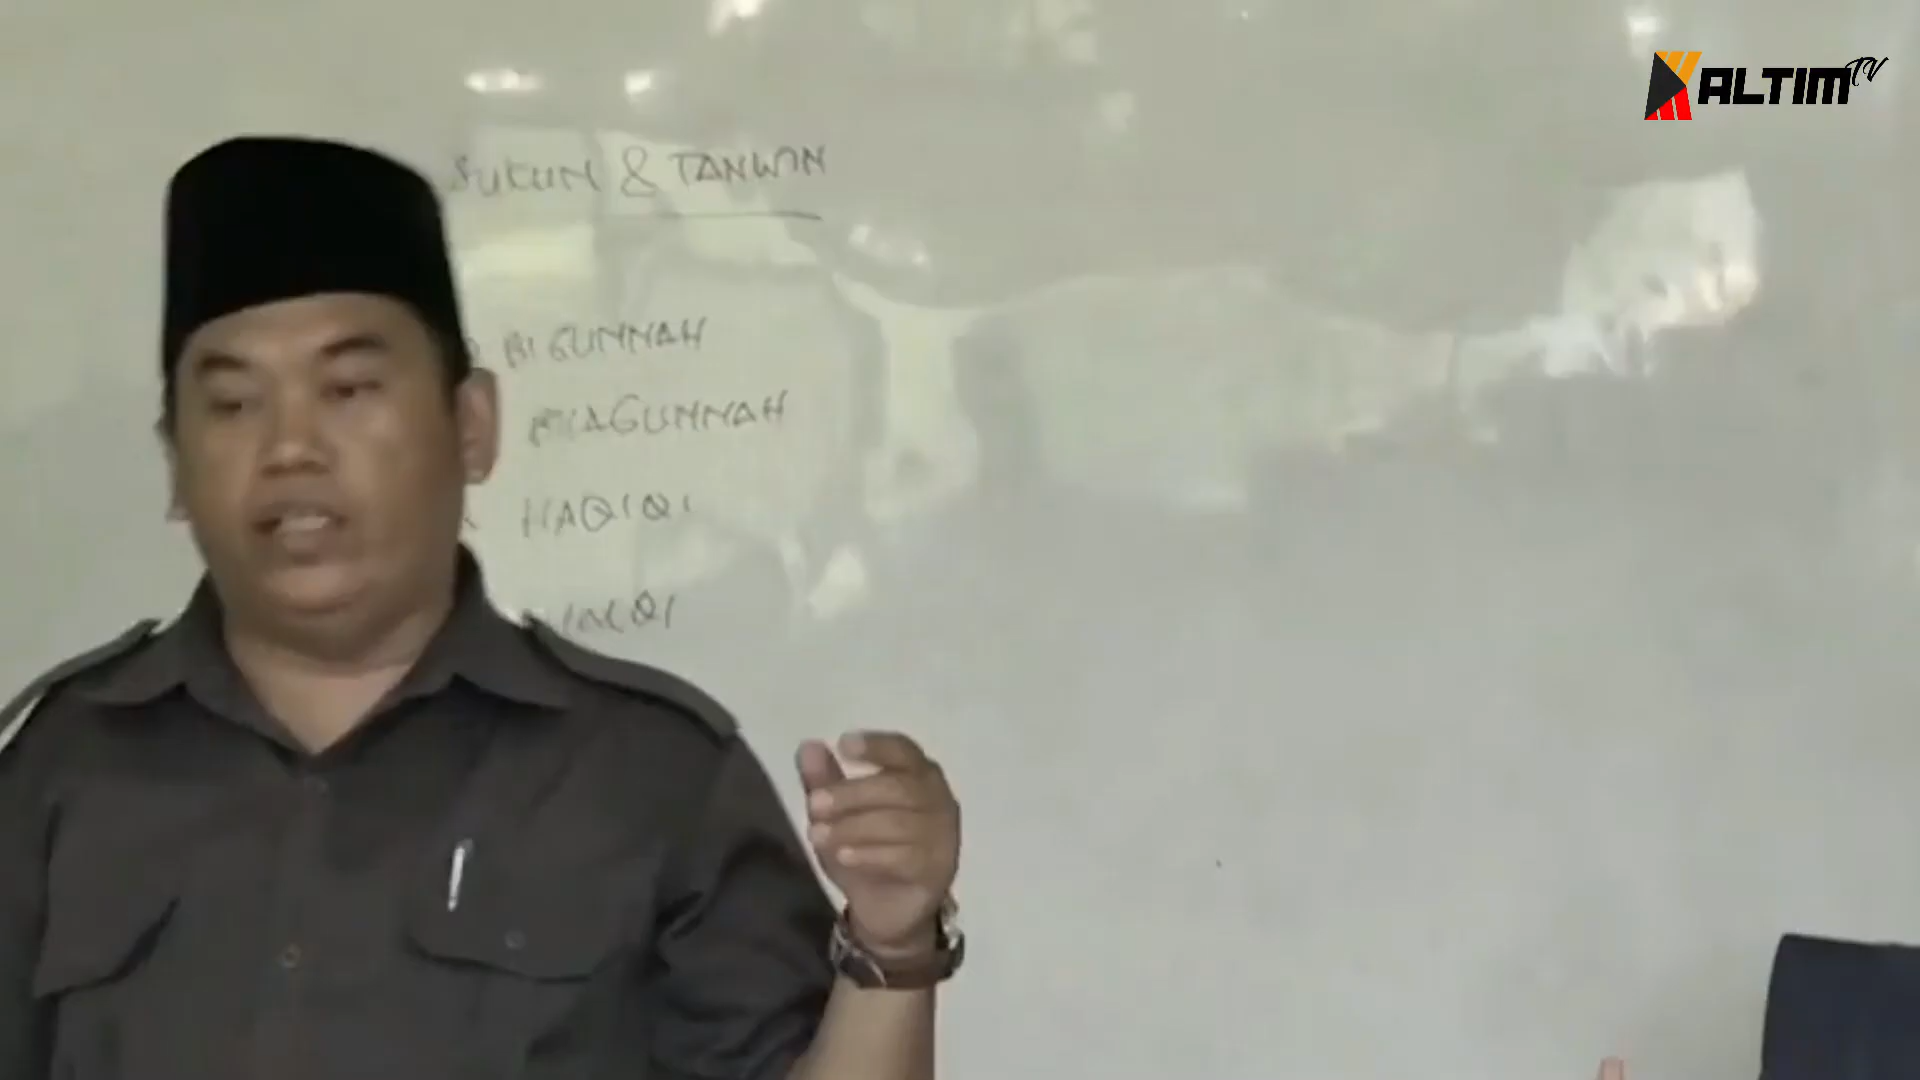 KALTIM TV
SUKUN & TANWIN
BIGUNNAH
BILAGUNNAH
HAQIQI